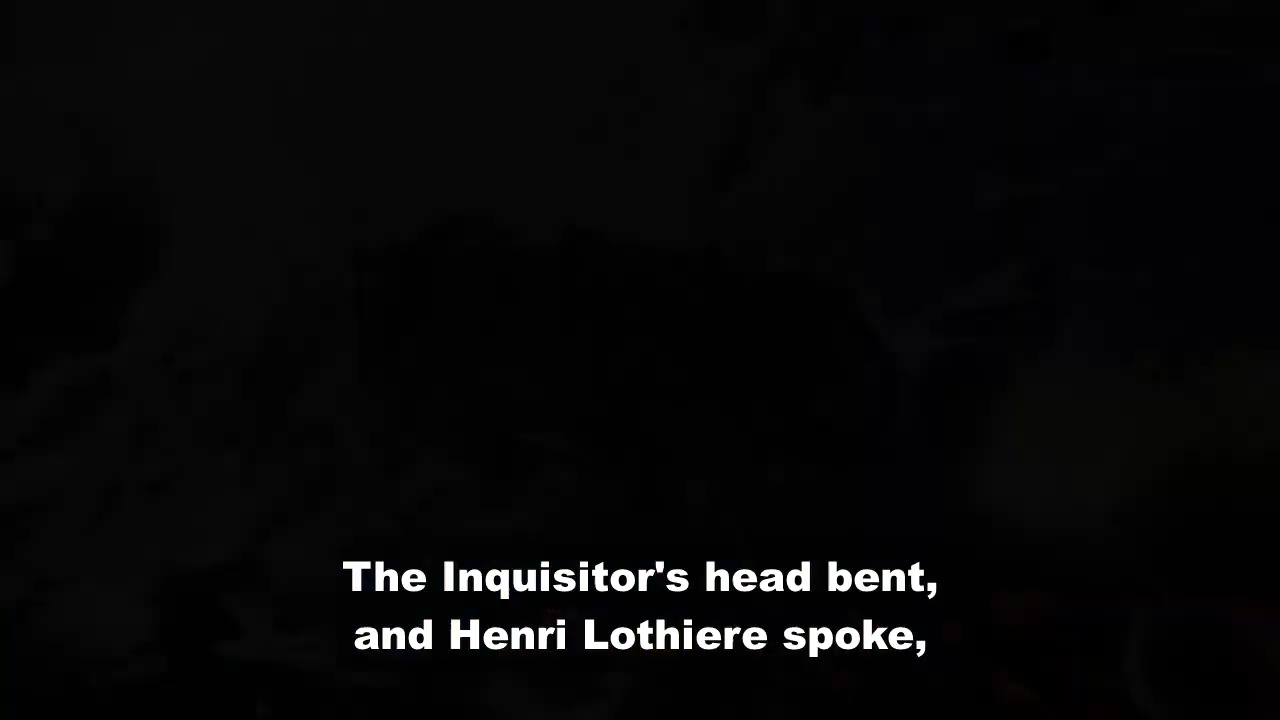 The Inquisitor's head bent,
and Henri Lothiere spoke,